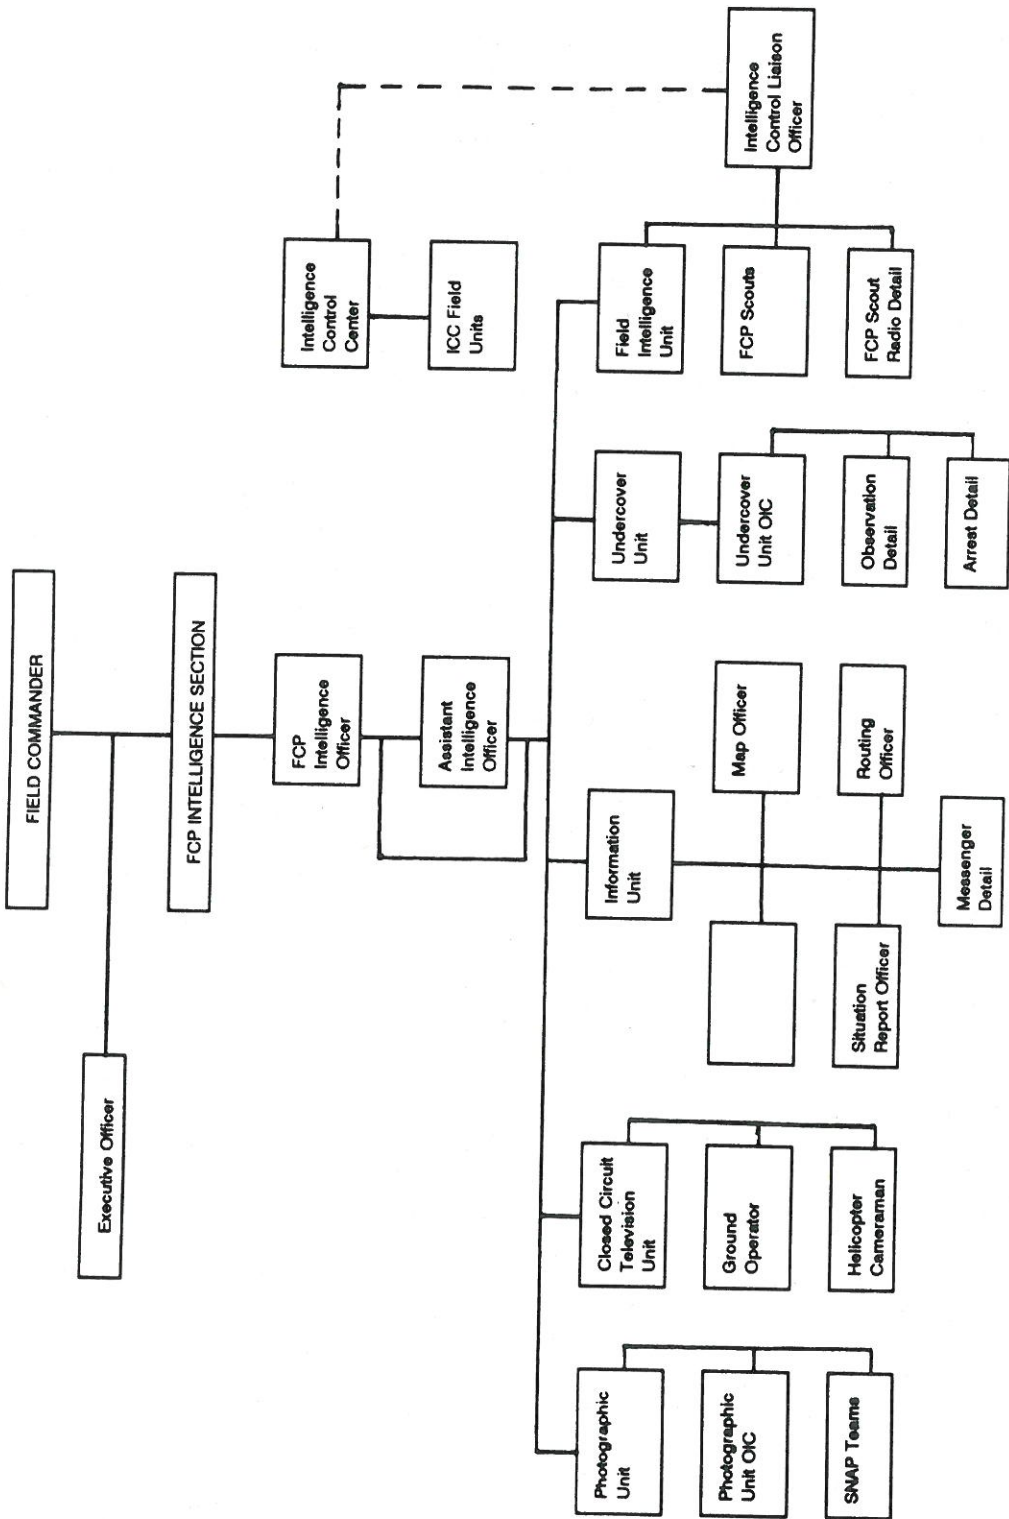 FIELD COMMANDER
Executive Officer
FCP INTELLIGENCE SECTION
FCP
Intelligence
Officer
Intelligence
Control
Center
Assistant
Intelligence
Officer
ICC Field
Units
Photographic
Unit
Closed Circuit
Television
Unit
Information
Unit
Undercover
Unit
Field
Intelligence
Unit
Intelligence
Control Liaison
Officer
Photographic
Unit OIC
Ground
Operator
Map Officer
Undercover
Unit OIC
FCP Scouts
SNAP Teams
Helicopter
Cameraman
Situation
Report Officer
Routing
Officer
Observation
Detail
FCP Scout
Radio Detail
Messenger
Detail
Arrest Detail